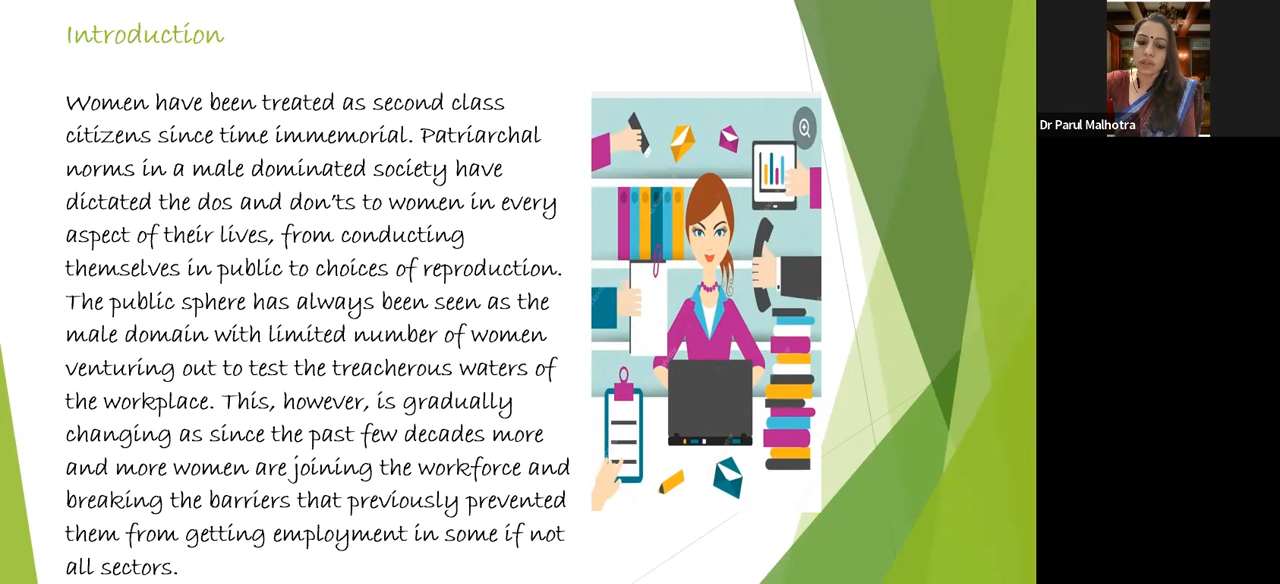 Introduction
Women have been treated as second class
citizens since time immemorial. Patriarchal
norms in a male dominated society have
dictated the dos and don'ts to women in every
aspect of their lives, from conducting
themselves in public to choices of reproduction.
The public sphere has always been seen as the
male domain with limited number of women
venturing out to test the treacherous waters of
the workplace. This, however, is gradually
changing as since the past few decades more
and more women are joining the workforce and
breaking the barriers that previously prevented
them from getting employment in some if not
all sectors.
Dr Parul Malhotra